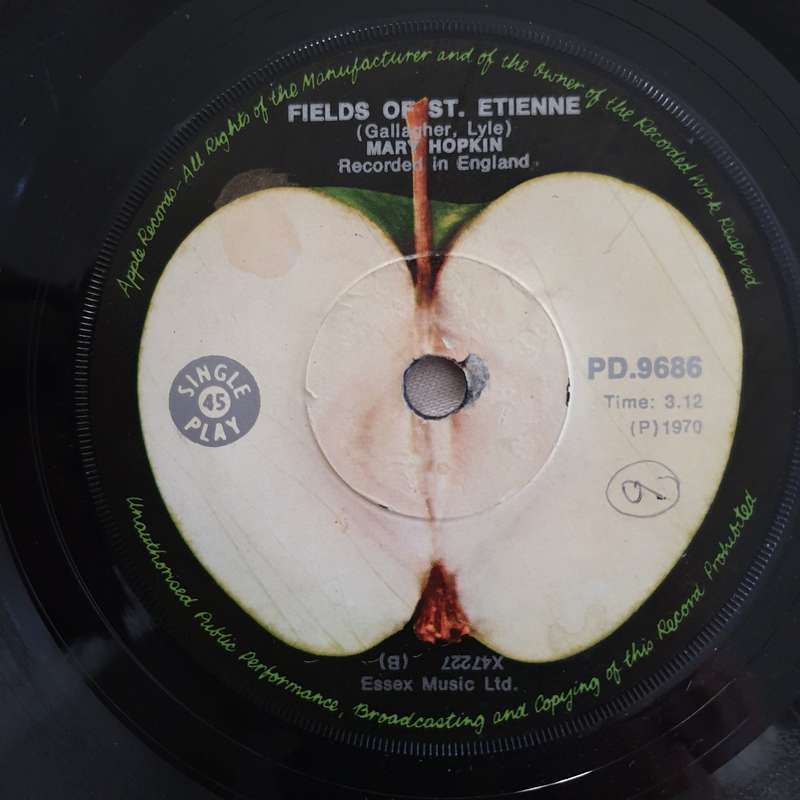 Apple Records-All Rights of the Manufacturer and of the Owner of the Recorded Work Reserved
FIELDS OF ST. ETIENNE
(Gallagher, Lyle)
MARY HOPKIN
Recorded in England
SINGLE
45
PLAY
PD.9686
Time: 3.12
(P)1970
9
X47227 (B)
Essex Music Ltd.
Unauthorised Public Performance, Broadcasting and Copying of this Record Prohibited